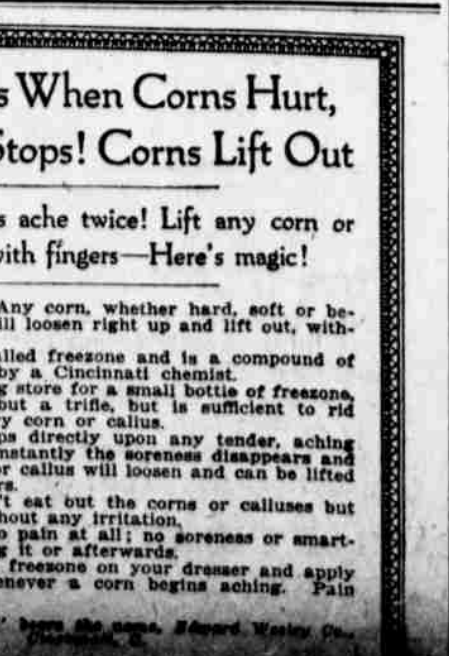 s When Corns Hurt,
Stops! Corns Lift Out
s ache twice! Lift any corn or
with fingers—Here's magic!
Any corn, whether hard, soft or be-
ill loosen right up and lift out, with-
lled freezone and is a compound of
by a Cincinnati chemist.
g store for a small bottle of freezone,
but a trifle, but is sufficient to rid
y corn or callus.
ps directly upon any tender, aching
nstantly the soreness disappears and
or callus will loosen and can be lifted
rs.
't eat out the corns or calluses but
hout any irritation.
o pain at all; no soreness or smart-
g it or afterwards.
freezone on your dresser and apply
enever a corn begins aching. Pain
bears the name, Edward Wesley Co.,
Cincinnati, O.